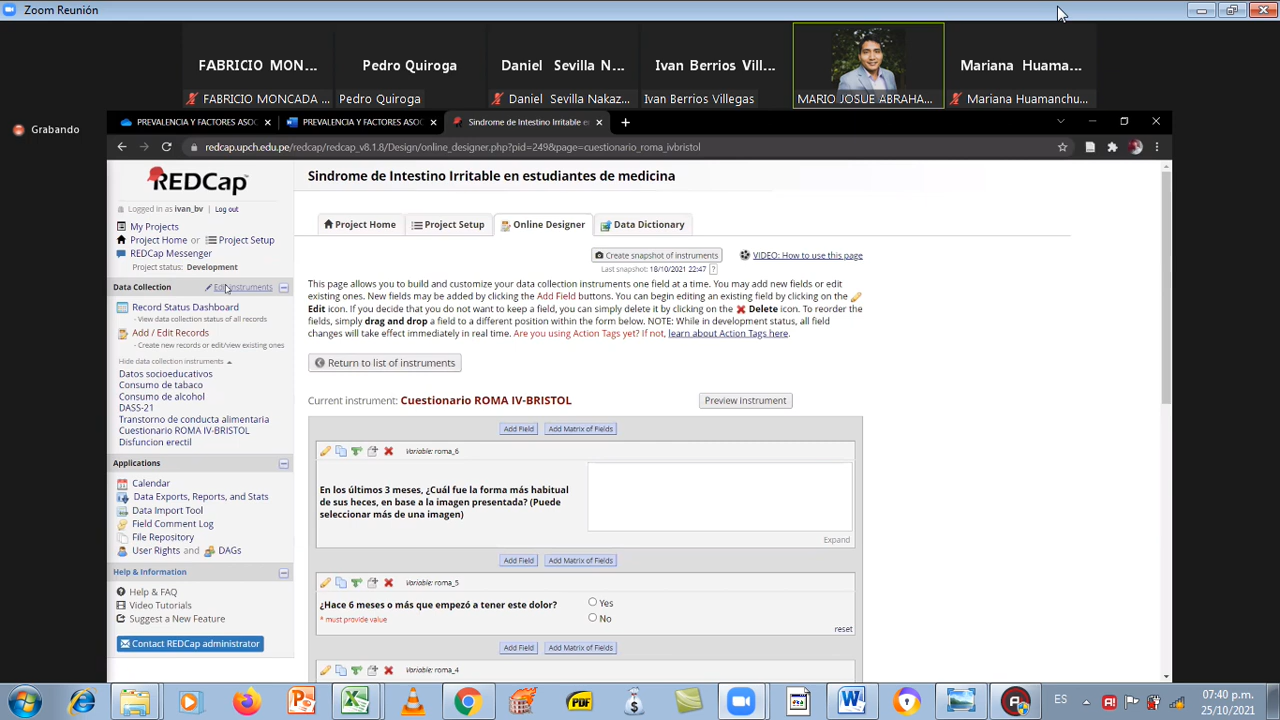 Zoom Reunión
FABRICIO MON...
Pedro Quiroga
Daniel Sevilla N...
Ivan Berrios Vill...
Mariana Huama...
FABRICIO MONCADA ...
Pedro Quiroga
Daniel Sevilla Nakaz...
Ivan Berrios Villegas
MARIO JOSUE ABRAHA...
Mariana Huamanchu...
Grabando
PREVALENCIA Y FACTORES ASOC
PREVALENCIA Y FACTORES ASOC
Sindrome de Intestino Irritable en
redcap.upch.edu.pe/redcap/redcap_v8.1.8/Design/online_designer.php?pid=249&page=cuestionario_roma_ivbristol
REDCap
Logged in as ivan_bv | Log out
My Projects
Project Home or Project Setup
REDCap Messenger
Project status: Development
Data Collection Edit instruments
Record Status Dashboard
- View data collection status of all records
Add / Edit Records
- Create new records or edit/view existing ones
Hide data collection instruments
Datos socioeducativos
Consumo de tabaco
Consumo de alcohol
DASS-21
Transtorno de conducta alimentaria
Cuestionario ROMA IV-BRISTOL
Disfuncion erectil
Applications
Calendar
Data Exports, Reports, and Stats
Data Import Tool
Field Comment Log
File Repository
User Rights and DAGs
Help & Information
Help & FAQ
Video Tutorials
Suggest a New Feature
Contact REDCap administrator
Sindrome de Intestino Irritable en estudiantes de medicina
Project Home
Project Setup
Online Designer
Data Dictionary
Create snapshot of instruments
VIDEO: How to use this page
Last snapshot: 18/10/2021 22:47 ?
This page allows you to build and customize your data collection instruments one field at a time. You may add new fields or edit
existing ones. New fields may be added by clicking the Add Field buttons. You can begin editing an existing field by clicking on the
Edit icon. If you decide that you do not want to keep a field, you can simply delete it by clicking on the Delete icon. To reorder the
fields, simply drag and drop a field to a different position within the form below. NOTE: While in development status, all field
changes will take effect immediately in real time. Are you using Action Tags yet? If not, learn about Action Tags here.
Return to list of instruments
Current instrument: Cuestionario ROMA IV-BRISTOL
Preview instrument
Add Field Add Matrix of Fields
Variable: roma_6
En los últimos 3 meses, ¿Cuál fue la forma más habitual
de sus heces, en base a la imagen presentada? (Puede
seleccionar más de una imagen)
Expand
Add Field Add Matrix of Fields
Variable: roma_5
¿Hace 6 meses o más que empezó a tener este dolor?
* must provide value
Yes
No
reset
Add Field Add Matrix of Fields
Variable: roma_4
ES
07:40 p.m.
25/10/2021